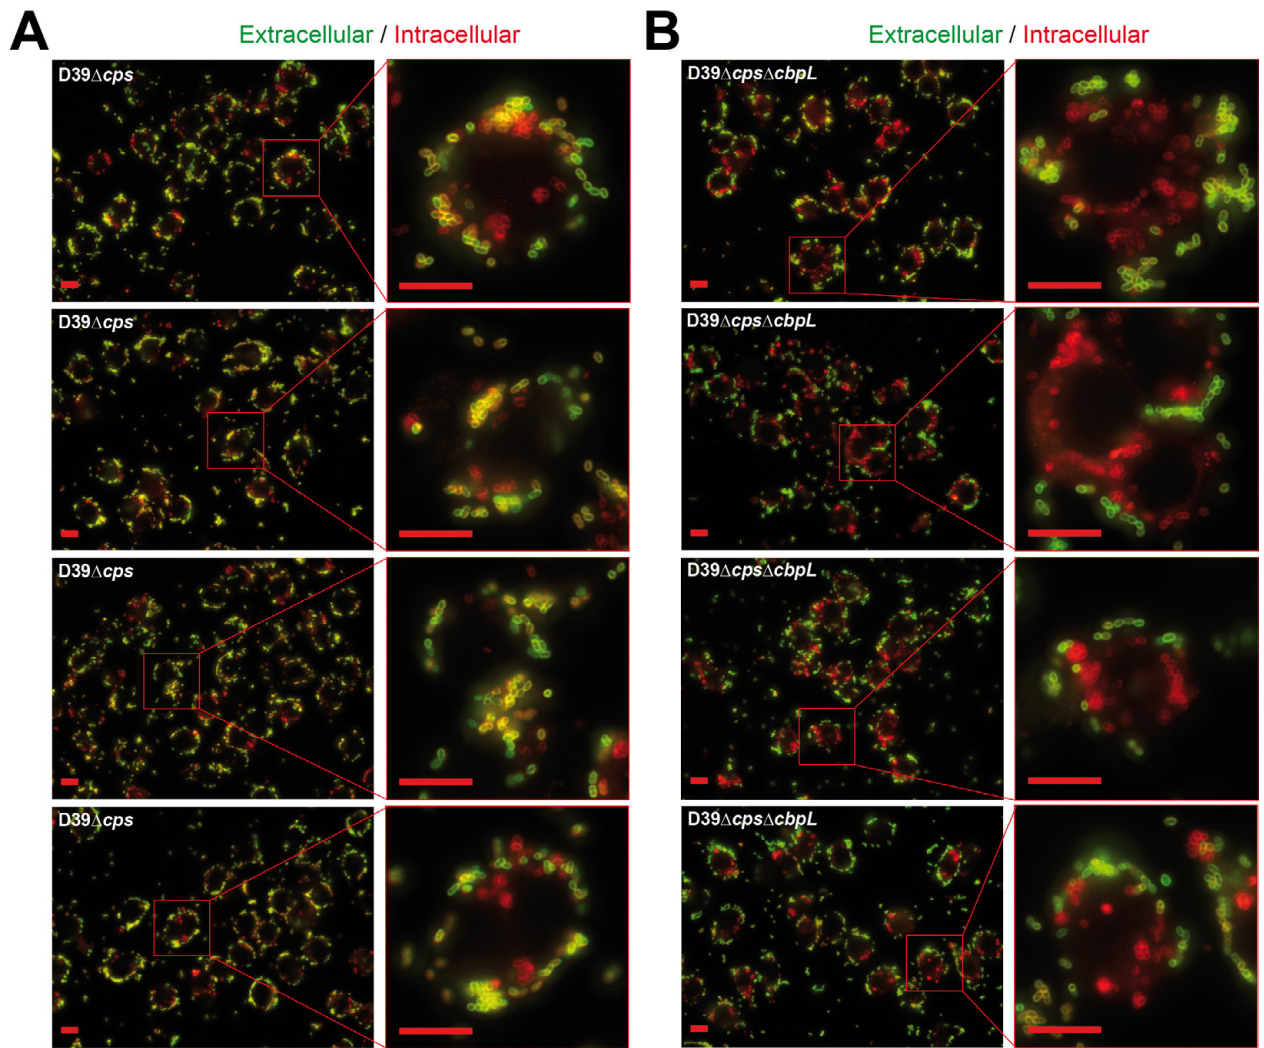 A
Extracellular / Intracellular
D39Δcps
D39Δcps
D39Δcps
D39Δcps
B
Extracellular / Intracellular
D39ΔcpsΔcbpL
D39ΔcpsΔcbpL
D39ΔcpsΔcbpL
D39ΔcpsΔcbpL